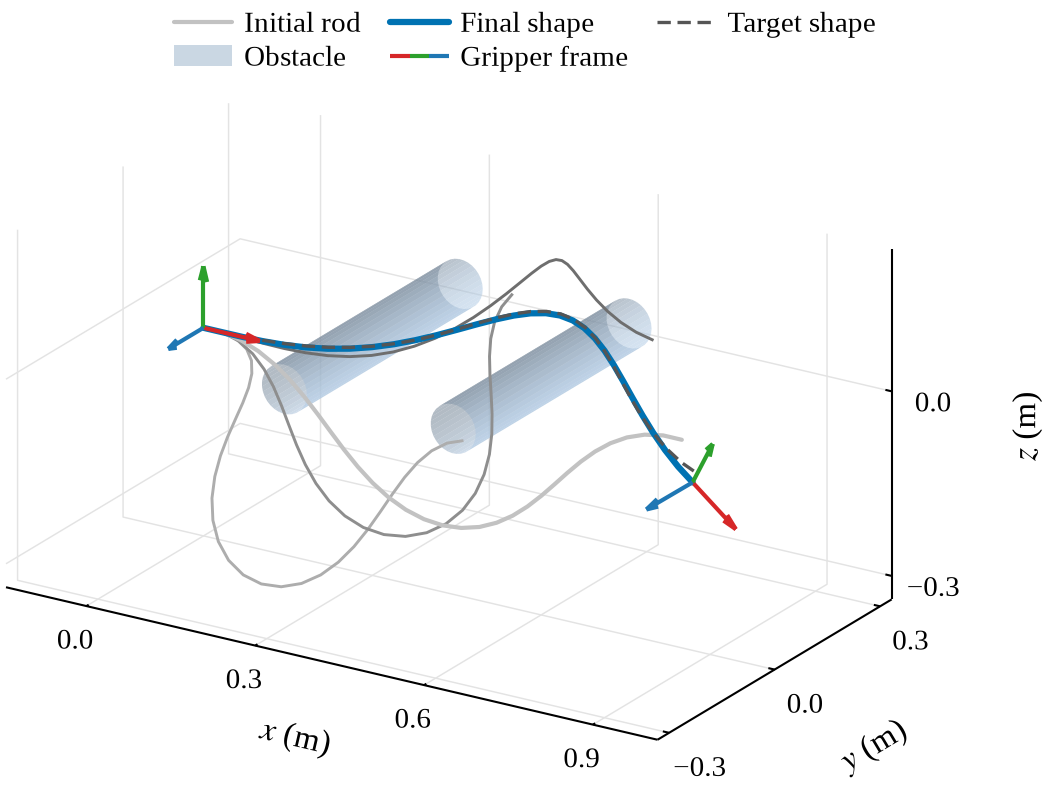 Initial rod
Final shape
Target shape
Obstacle
Gripper frame
0.0
−0.3
z (m)
0.0
0.3
0.6
0.9
x (m)
0.3
0.0
−0.3
y (m)